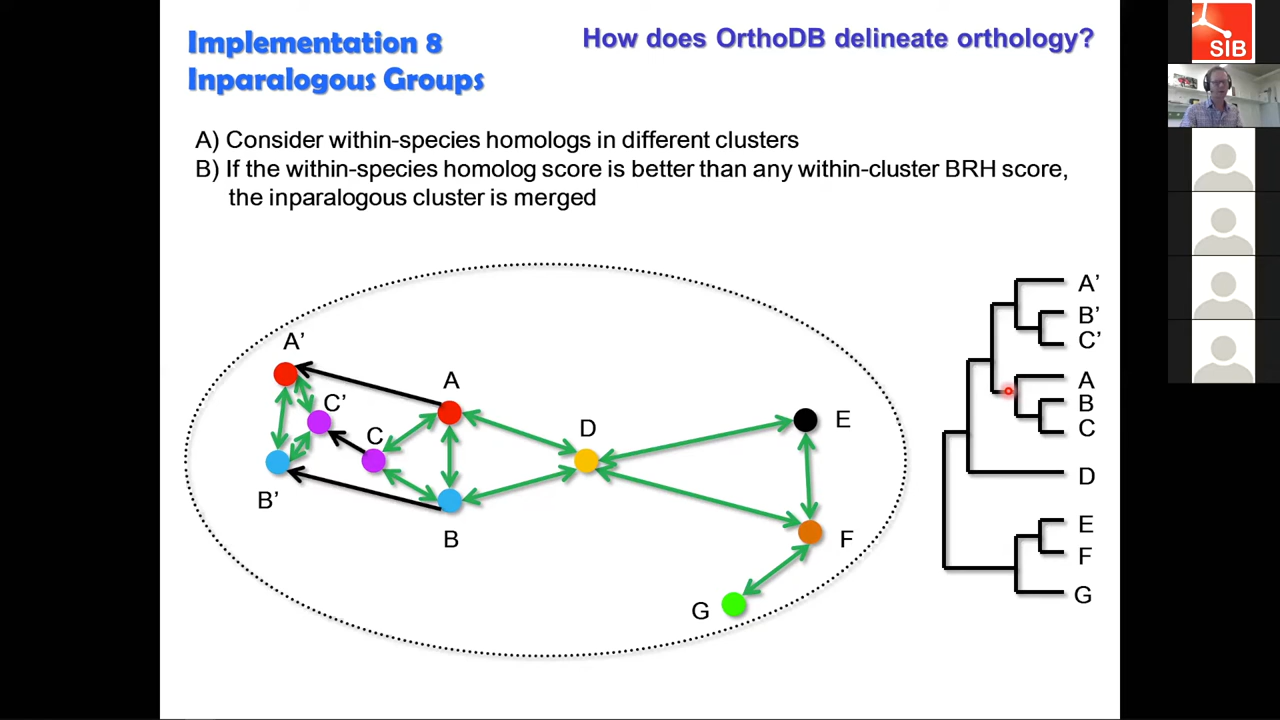 Implementation 8
Inparalogous Groups
How does OrthoDB delineate orthology?
SIB
A) Consider within-species homologs in different clusters
B) If the within-species homolog score is better than any within-cluster BRH score,
the inparalogous cluster is merged
A'
C'
B'
A
C
B
D
E
F
G
A'
B'
C'
A
B
C
D
E
F
G